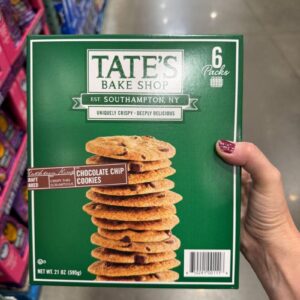 TATE'S
BAKE SHOP
EST SOUTHAMPTON, NY
UNIQUELY CRISPY · DEEPLY DELICIOUS
6
Packs
CHOCOLATE CHIP
COOKIES
NET WT. 21 OZ (595g)